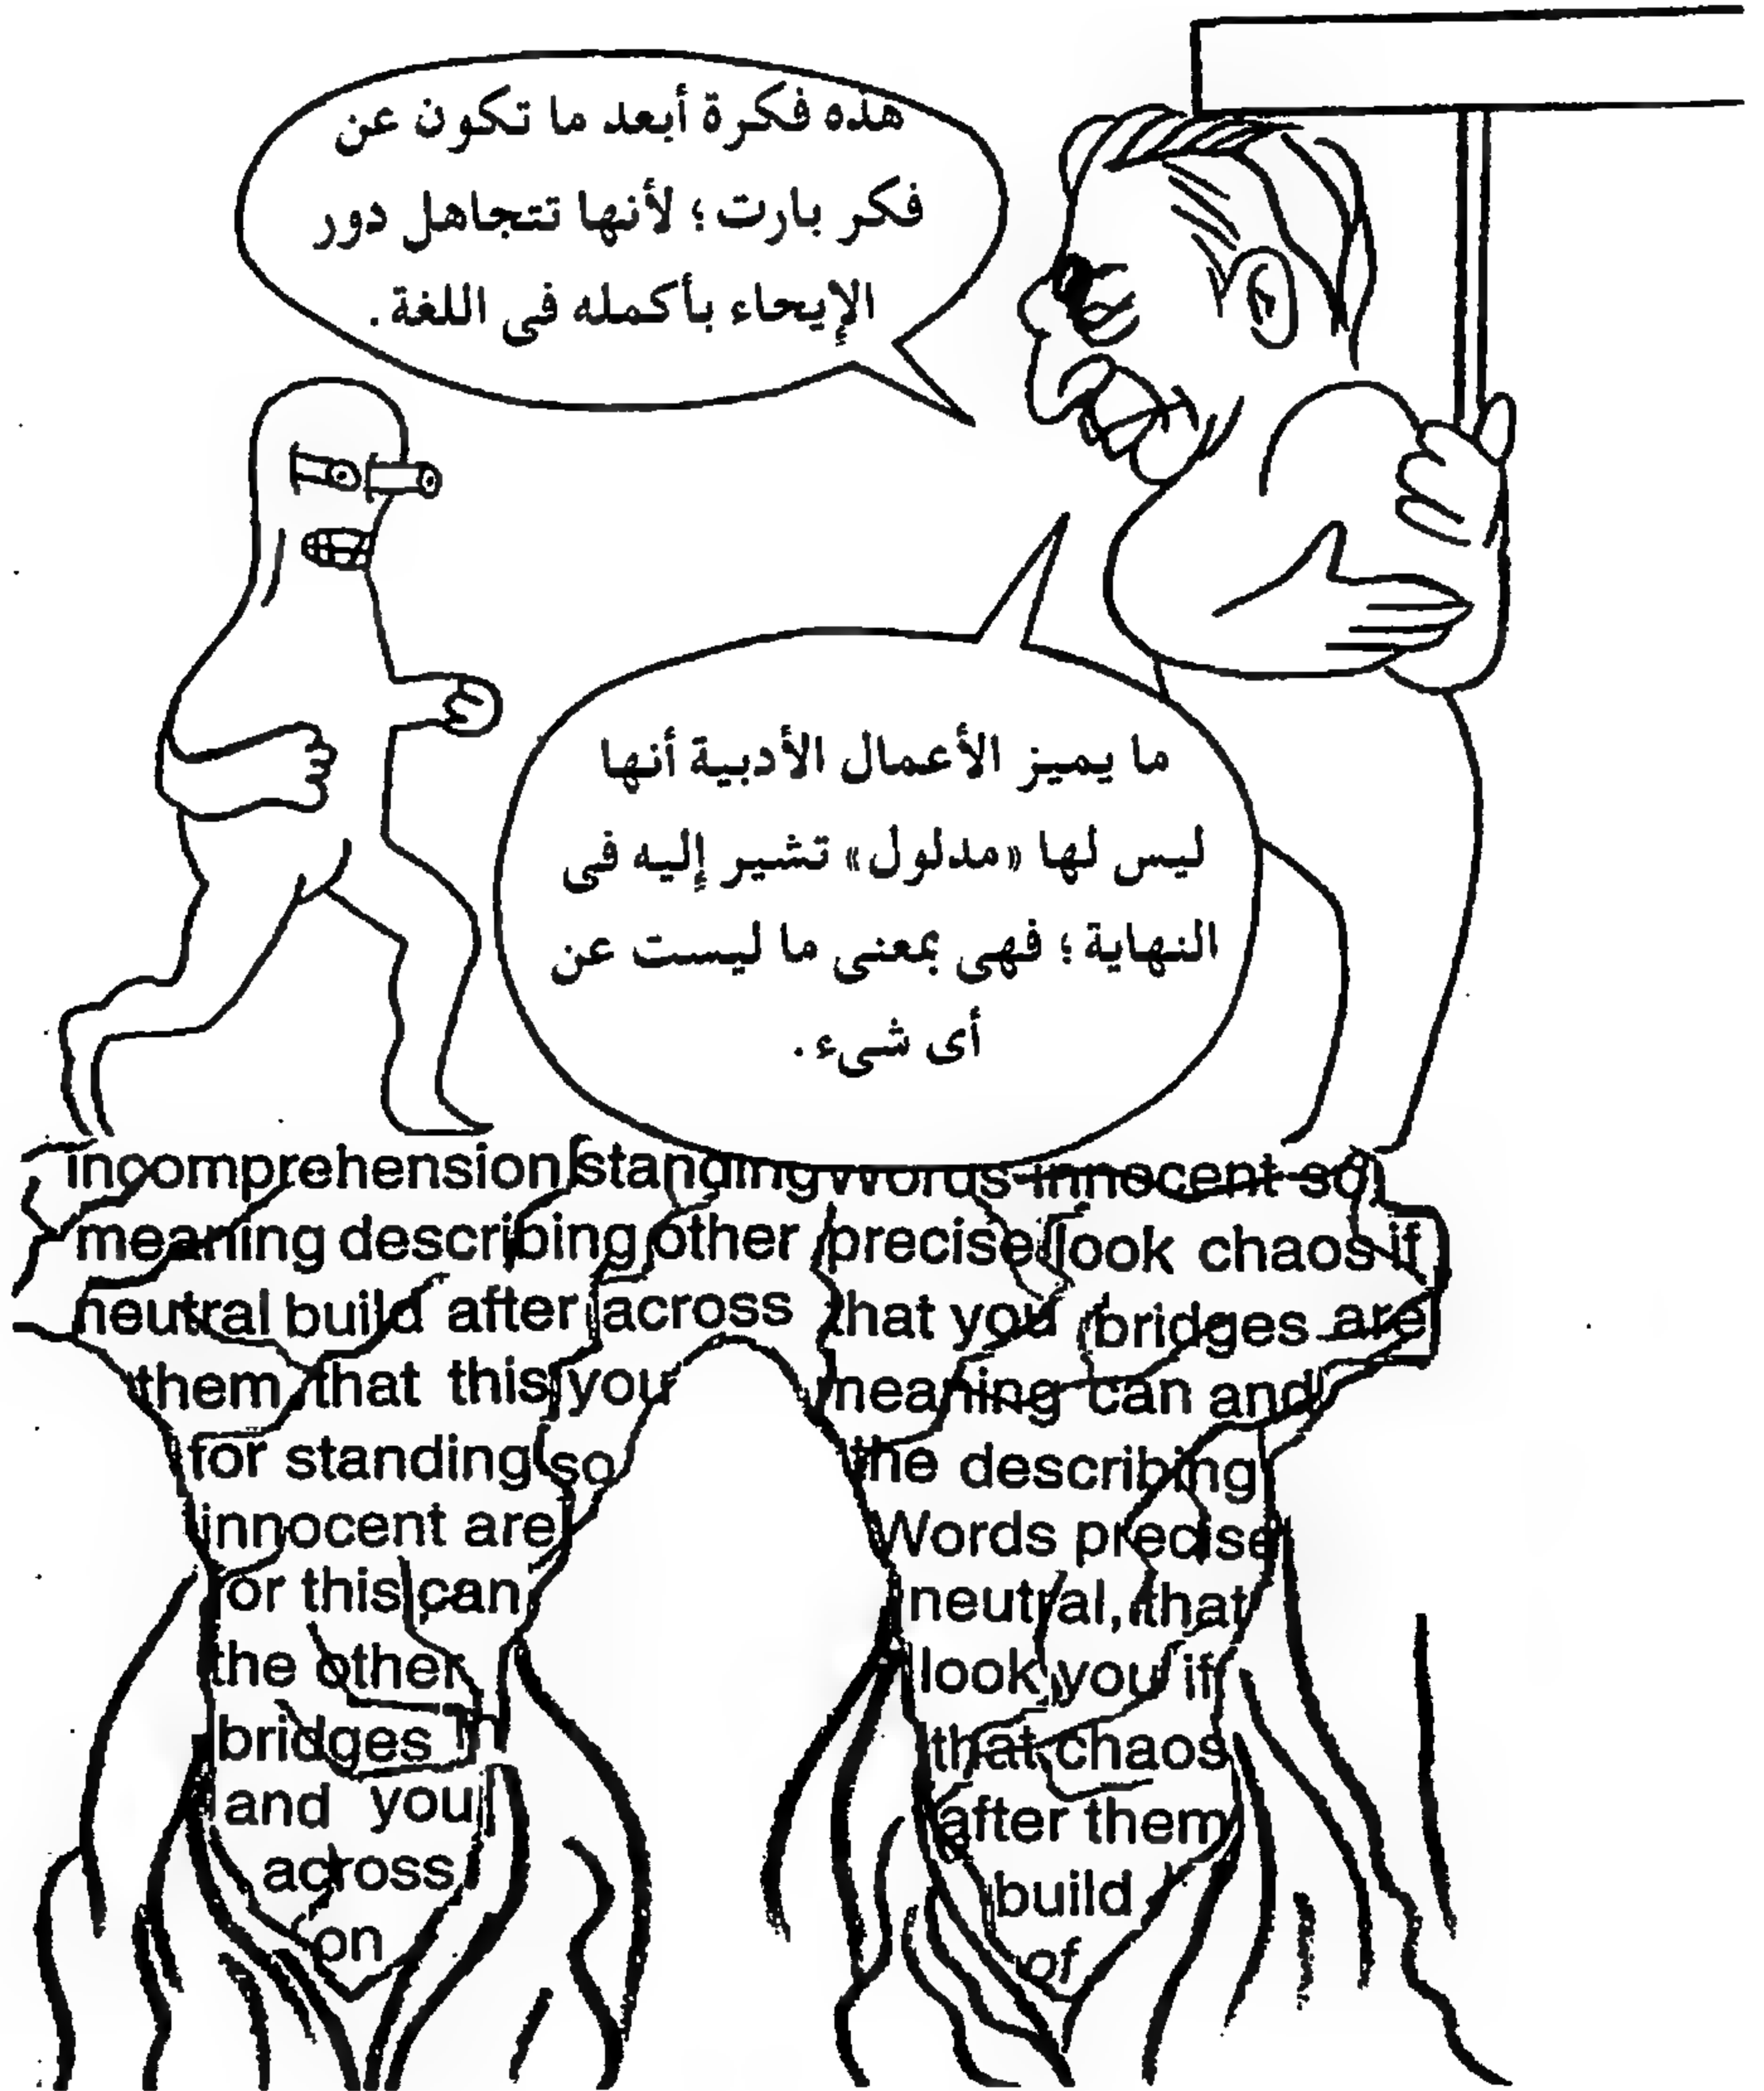 هذه فكرة أبعد ما تكون عن
فكر بارت ؛ لأنها تتجاهل دور
الإيحاء بأكمله فى اللغة .
ما يميز الأعمال الأدبية أنها
ليس لها «مدلول» تشير إليه فى
النهاية ؛ فهى بمعنى ما ليست عن
أى شىء .
incomprehension standing words innocent so
meaning describing other precise look chaos if
neutral build after across that you bridges are
them that this you meaning can and
for standing so the describing
innocent are Words precise
or this can neutral, that
the other look you if
bridges that chaos
and you after them
across build
on of